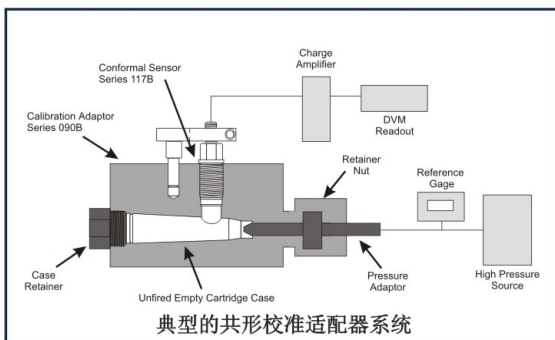 Charge
Amplifier
Conformal Sensor
Series 117B
Calibration Adaptor
Series 090B
DVM
Readout
Retainer
Nut
Reference
Gage
Case
Retainer
Unfired Empty Cartridge Case
Pressure
Adaptor
High Pressure
Source
典型的共形校准适配器系统